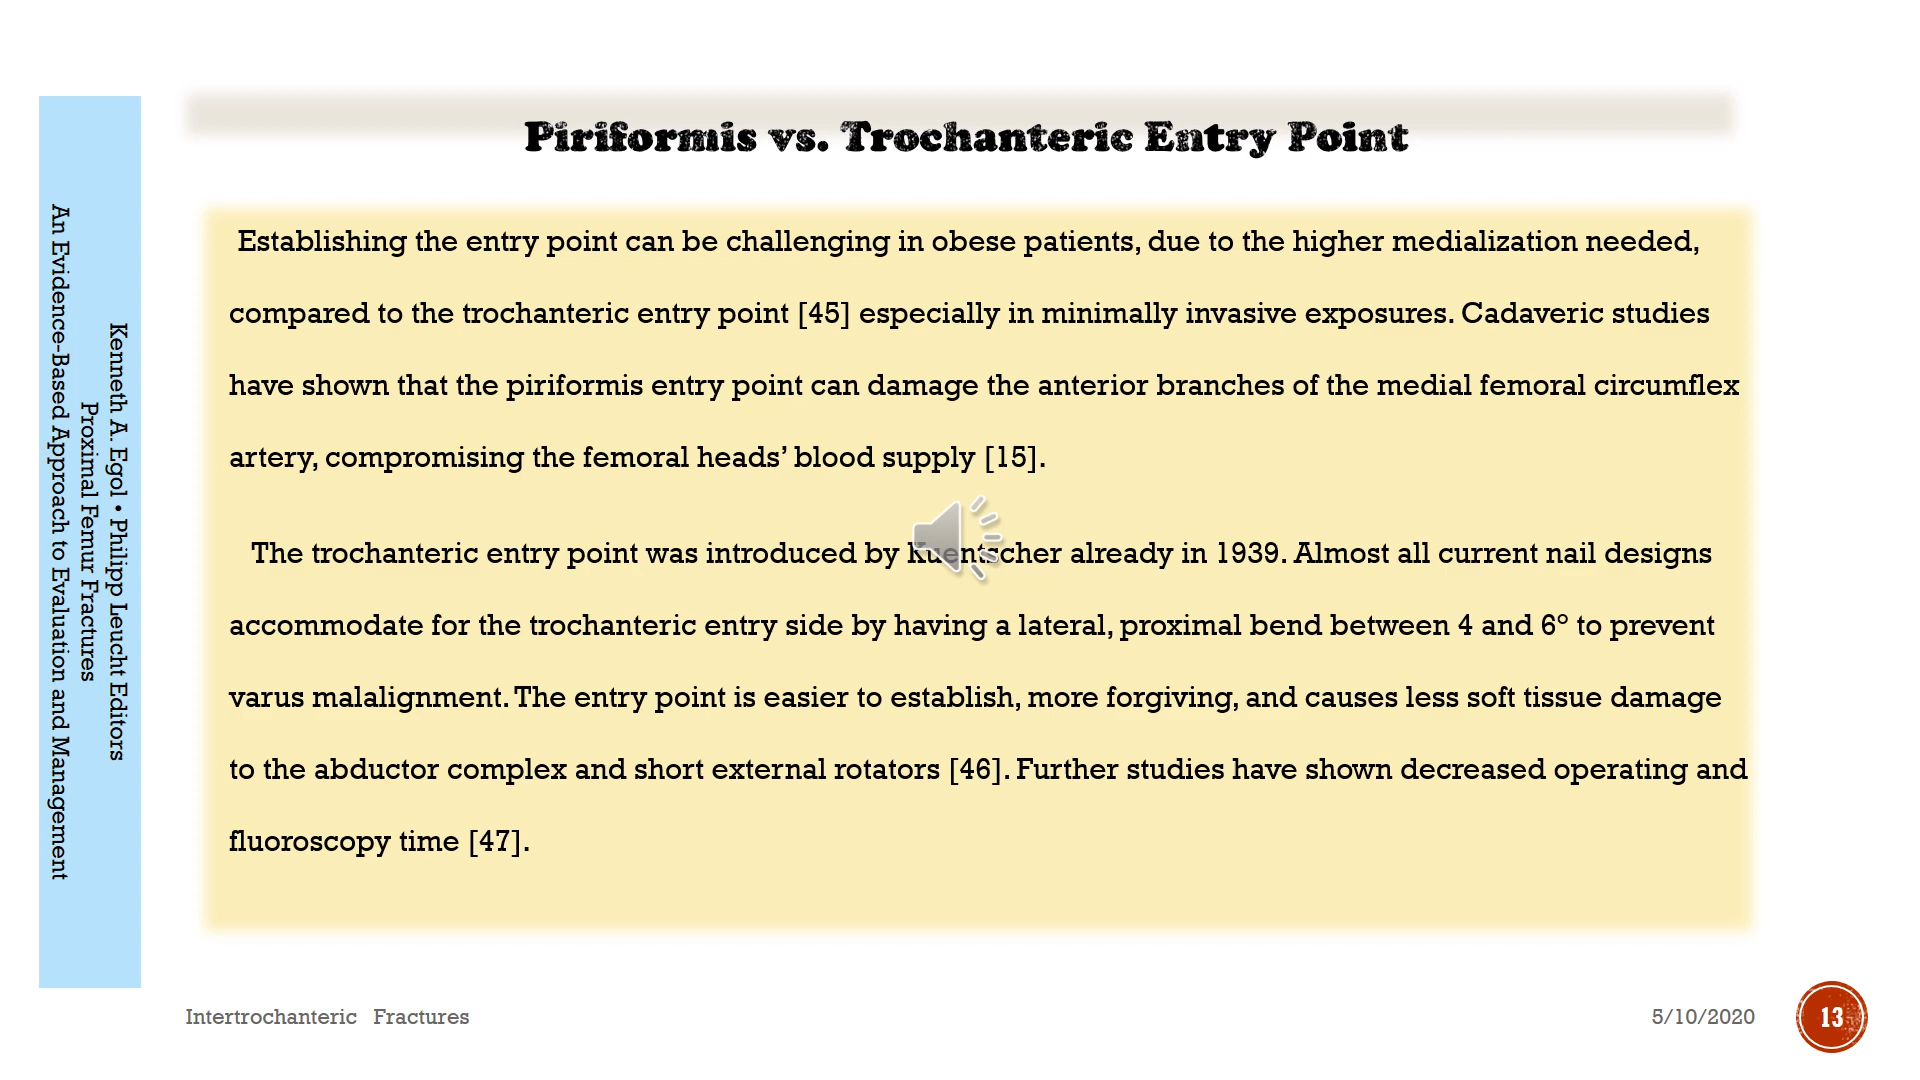 Piriformis vs. Trochanteric Entry Point
Establishing the entry point can be challenging in obese patients, due to the higher medialization needed,
compared to the trochanteric entry point [45] especially in minimally invasive exposures. Cadaveric studies
have shown that the piriformis entry point can damage the anterior branches of the medial femoral circumflex
artery, compromising the femoral heads’ blood supply [15].
The trochanteric entry point was introduced by Kuentscher already in 1939. Almost all current nail designs
accommodate for the trochanteric entry side by having a lateral, proximal bend between 4 and 6° to prevent
varus malalignment. The entry point is easier to establish, more forgiving, and causes less soft tissue damage
to the abductor complex and short external rotators [46]. Further studies have shown decreased operating and
fluoroscopy time [47].
Kenneth A. Egol • Philipp Leucht Editors
Proximal Femur Fractures
An Evidence-Based Approach to Evaluation and Management
Intertrochanteric Fractures
5/10/2020
13